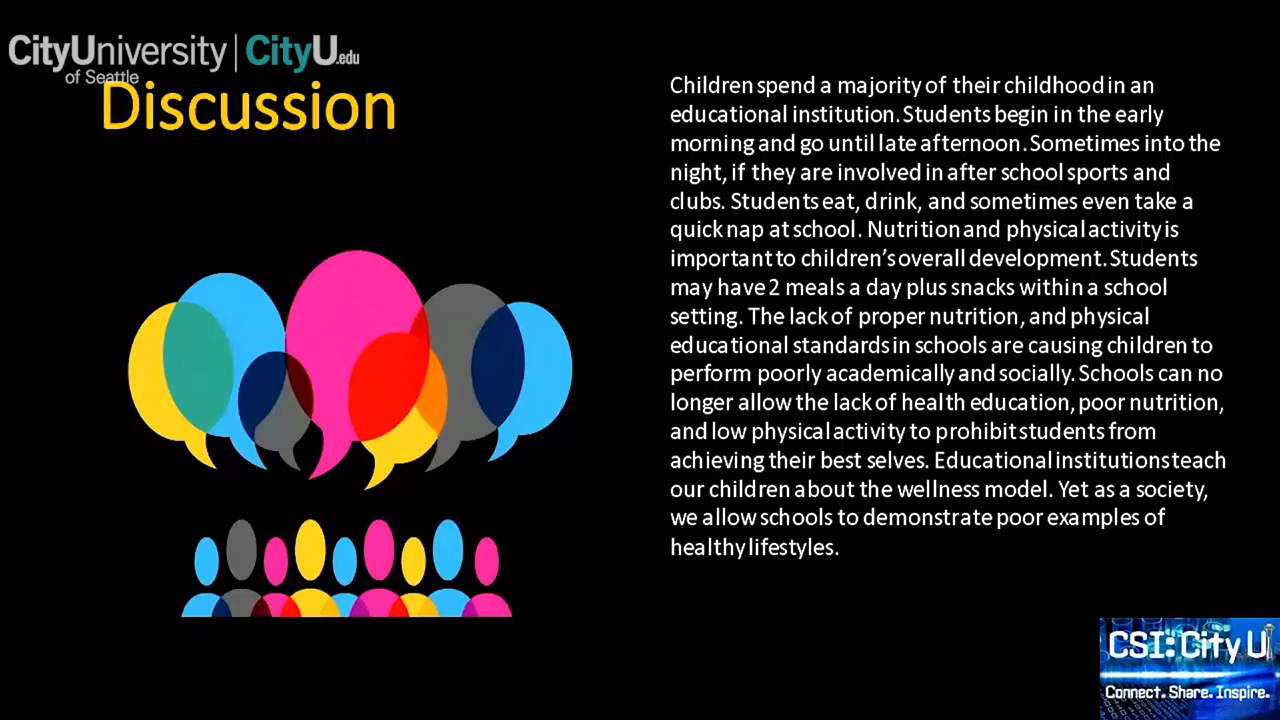 CityUniversity | CityU.edu
of Seattle
Discussion
Children spend a majority of their childhood in an
educational institution. Students begin in the early
morning and go until late afternoon. Sometimes into the
night, if they are involved in after school sports and
clubs. Students eat, drink, and sometimes even take a
quick nap at school. Nutrition and physical activity is
important to children’s overall development. Students
may have 2 meals a day plus snacks within a school
setting. The lack of proper nutrition, and physical
educational standards in schools are causing children to
perform poorly academically and socially. Schools can no
longer allow the lack of health education, poor nutrition,
and low physical activity to prohibit students from
achieving their best selves. Educational institutions teach
our children about the wellness model. Yet as a society,
we allow schools to demonstrate poor examples of
healthy lifestyles.
CSI: City U
Connect. Share. Inspire.